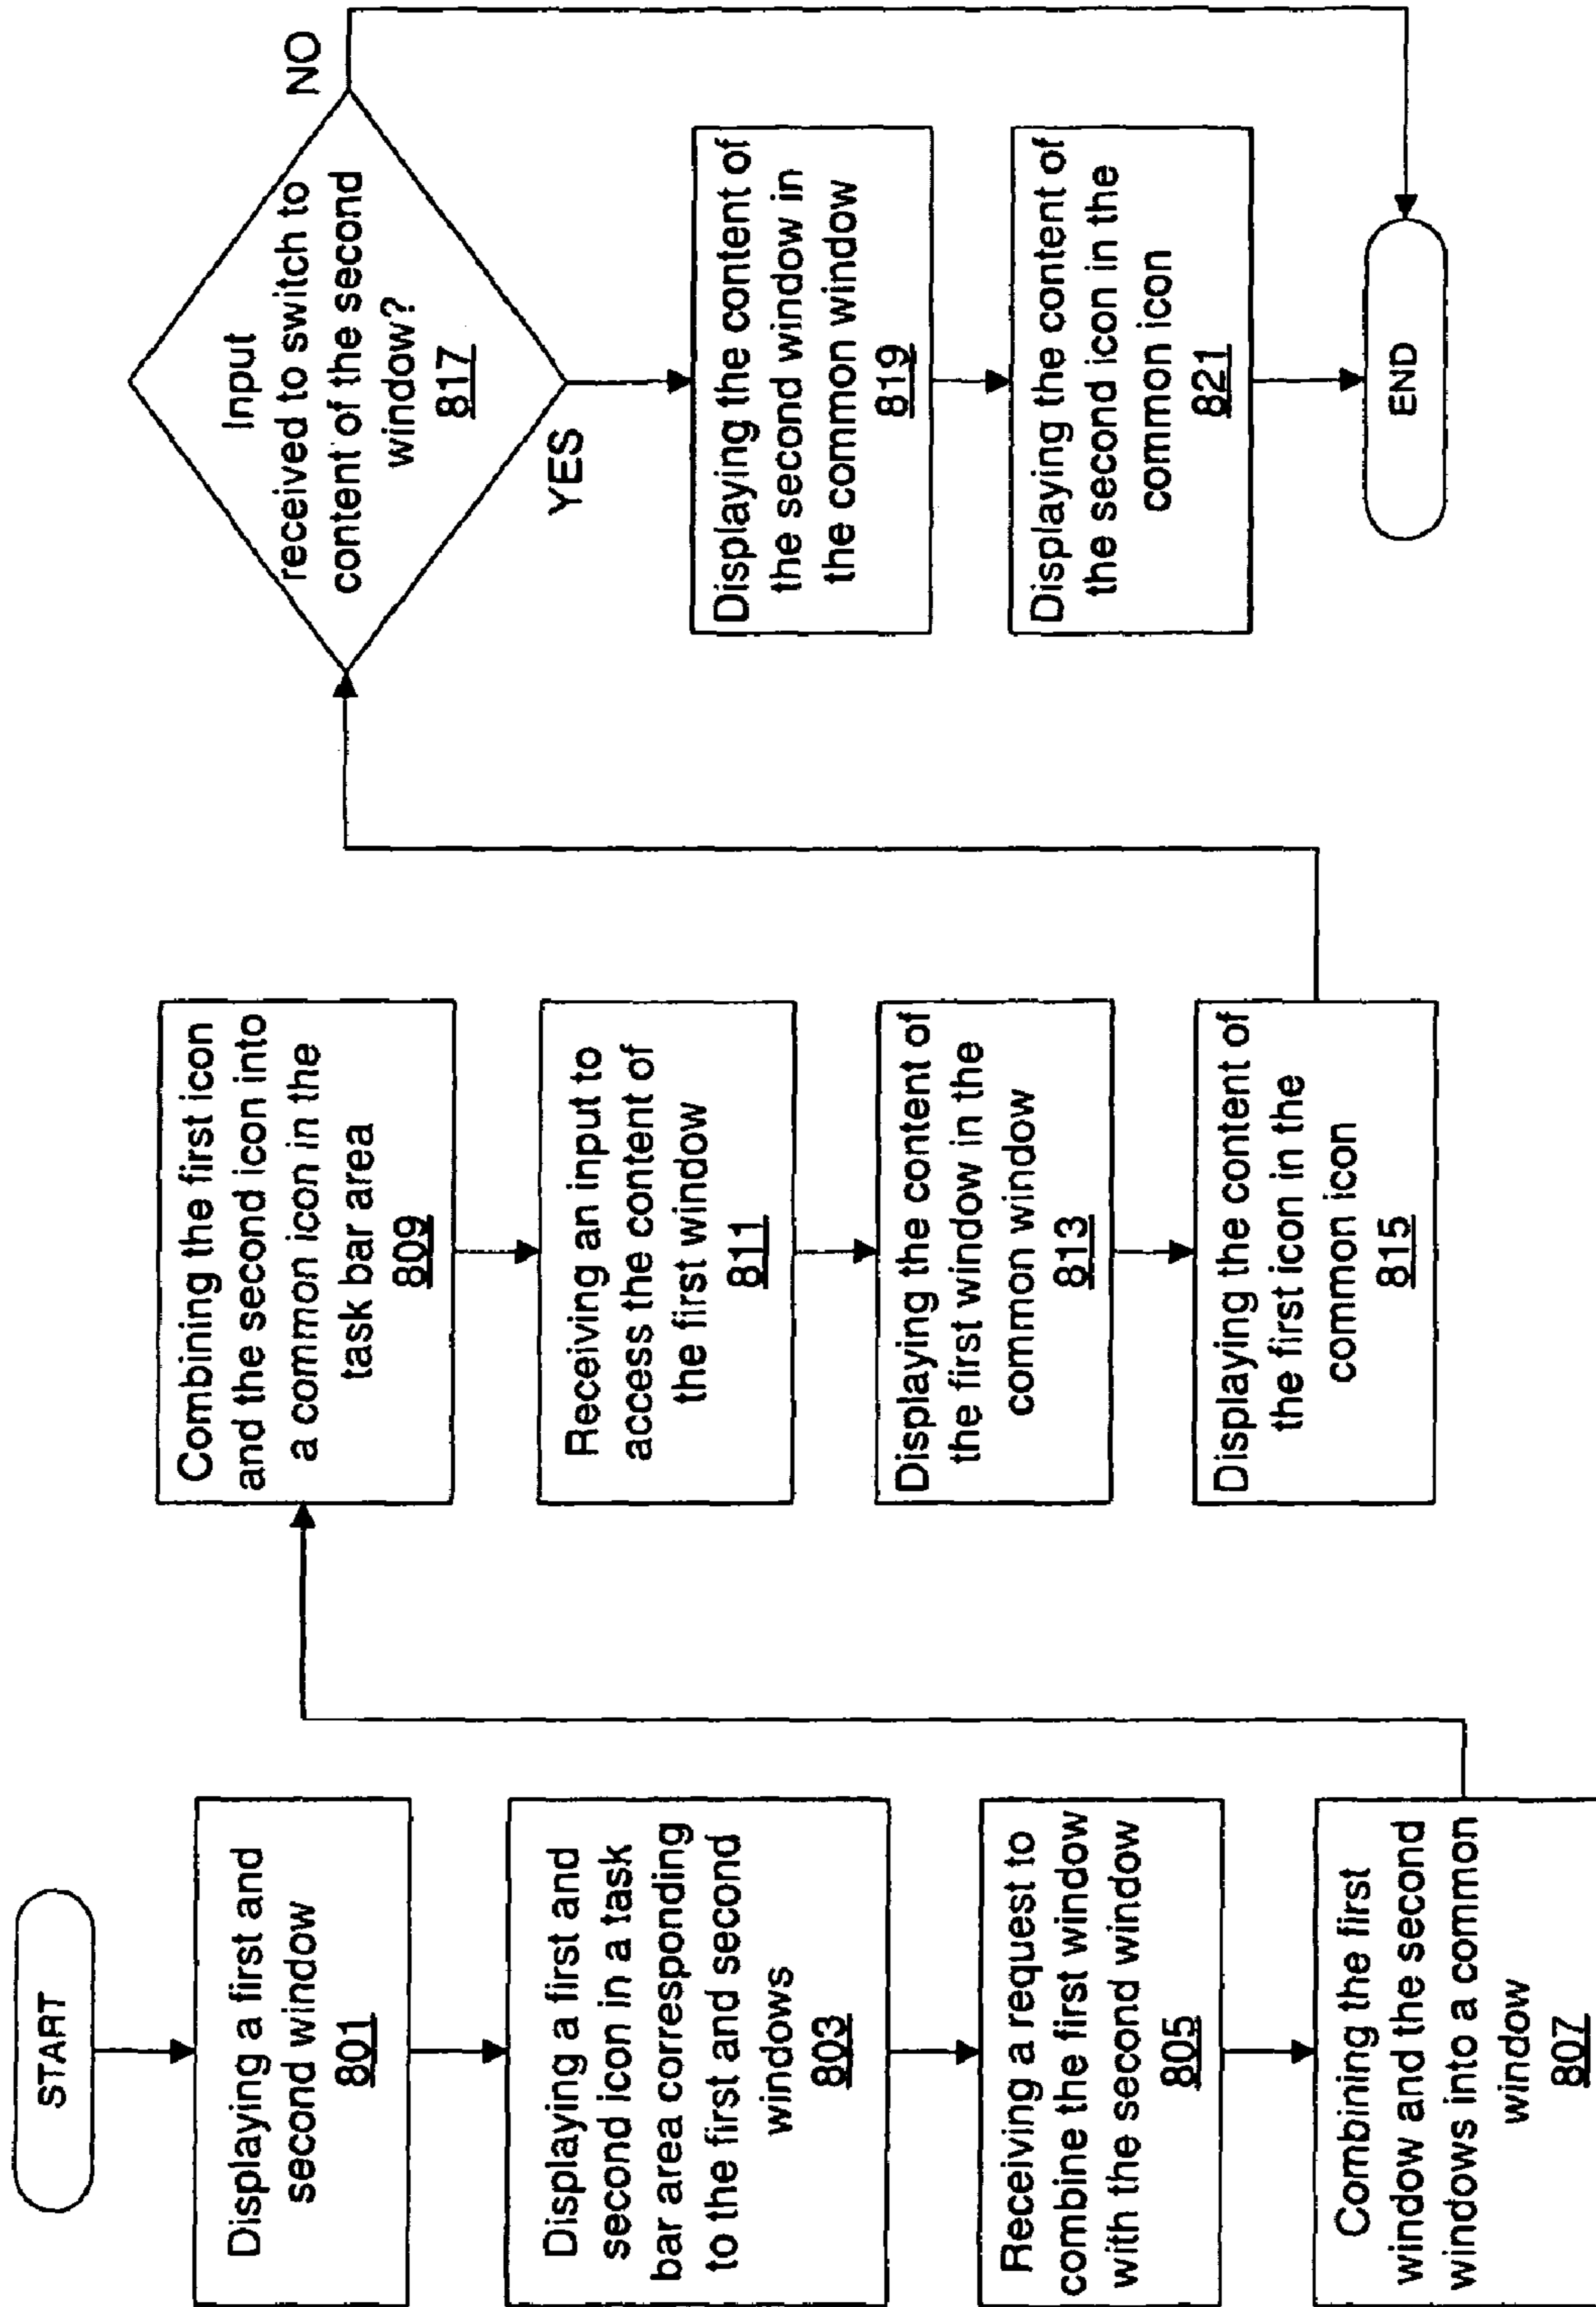 START
Displaying a first and
second window
801
Displaying a first and
second icon in a task
bar area corresponding
to the first and second
windows
803
Receiving a request to
combine the first window
with the second window
805
Combining the first
window and the second
windows into a common
window
807
Combining the first icon
and the second icon into
a common icon in the
task bar area
809
Receiving an input to
access the content of
the first window
811
Displaying the content of
the first window in the
common window
813
Displaying the content of
the first icon in the
common icon
815
Input
received to switch to
content of the second
window?
817
NO
YES
Displaying the content of
the second window in
the common window
819
Displaying the content of
the second icon in the
common icon
821
END